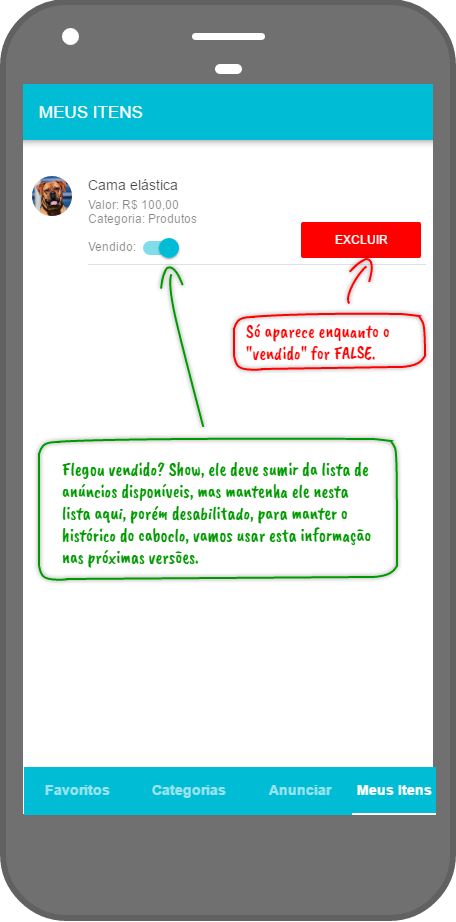 MEUS ITENS
Cama elástica
Valor: R$ 100,00
Categoria: Produtos
Vendido:
EXCLUIR
Só aparece enquanto o
"vendido" for FALSE.
Flegou vendido? Show, ele deve sumir da lista de
anúncios disponíveis, mas mantenha ele nesta
lista aqui, porém desabilitado, para manter o
histórico do caboclo, vamos usar esta informação
nas próximas versões.
Favoritos Categorias Anunciar Meus Itens